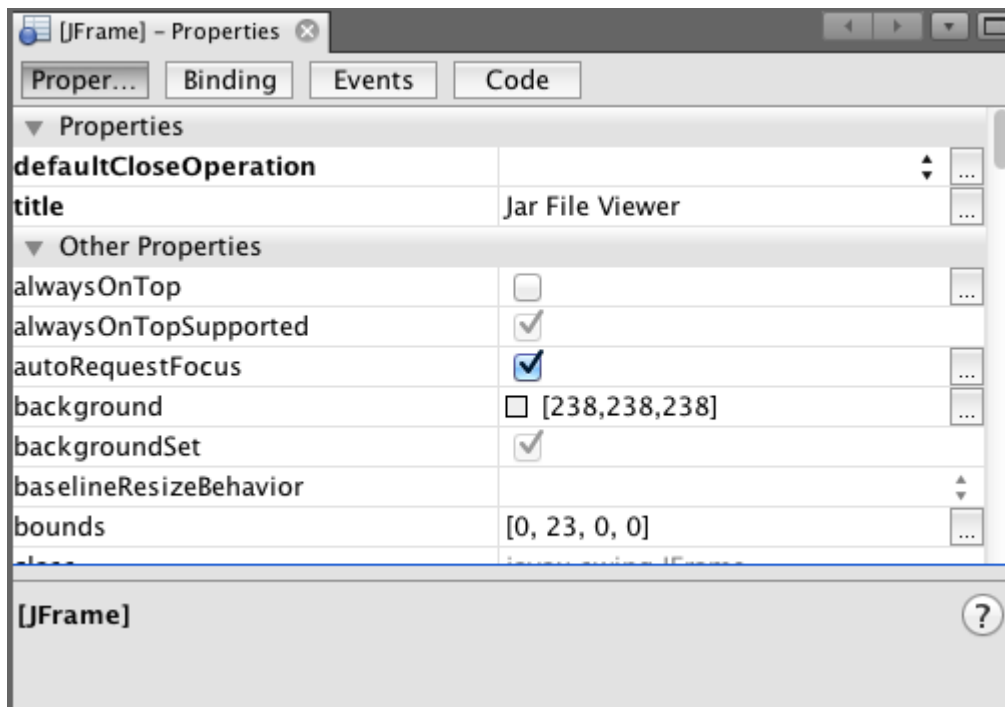 [JFrame] – Properties
Proper... Binding Events Code
Properties
defaultCloseOperation ...
title Jar File Viewer ...
Other Properties
alwaysOnTop ...
alwaysOnTopSupported
autoRequestFocus ...
background [238,238,238] ...
backgroundSet
baselineResizeBehavior
bounds [0, 23, 0, 0] ...
[JFrame] ?